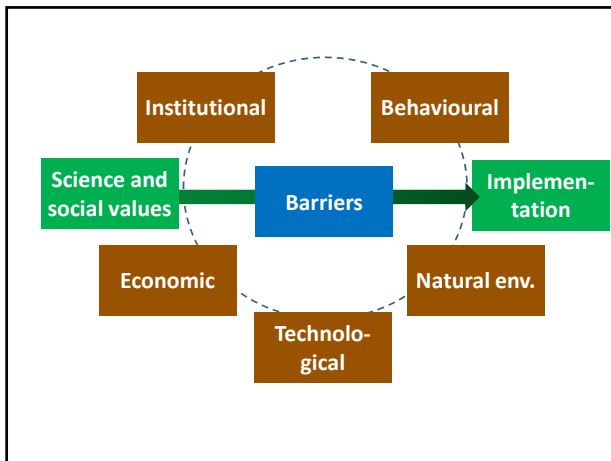 Institutional
Behavioural
Science and
social values
Barriers
Implemen-
tation
Economic
Natural env.
Technolo-
gical